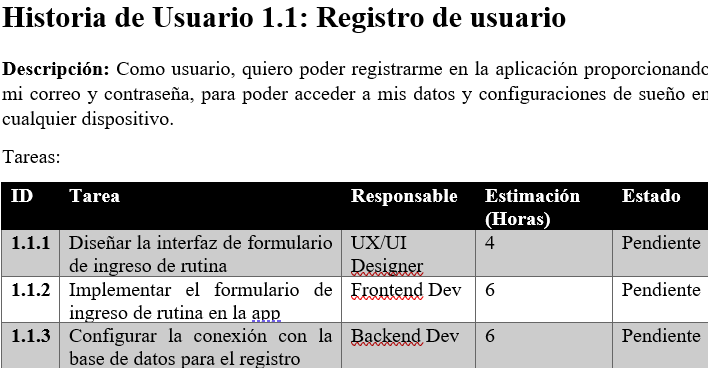 Historia de Usuario 1.1: Registro de usuario
Descripción: Como usuario, quiero poder registrarme en la aplicación proporcionando
mi correo y contraseña, para poder acceder a mis datos y configuraciones de sueño en
cualquier dispositivo.
Tareas:
ID Tarea Responsable Estimación (Horas) Estado
1.1.1 Diseñar la interfaz de formulario UX/UI 4 Pendiente
de ingreso de rutina Designer
1.1.2 Implementar el formulario de Frontend Dev 6 Pendiente
ingreso de rutina en la app
1.1.3 Configurar la conexión con la Backend Dev 6 Pendiente
base de datos para el registro